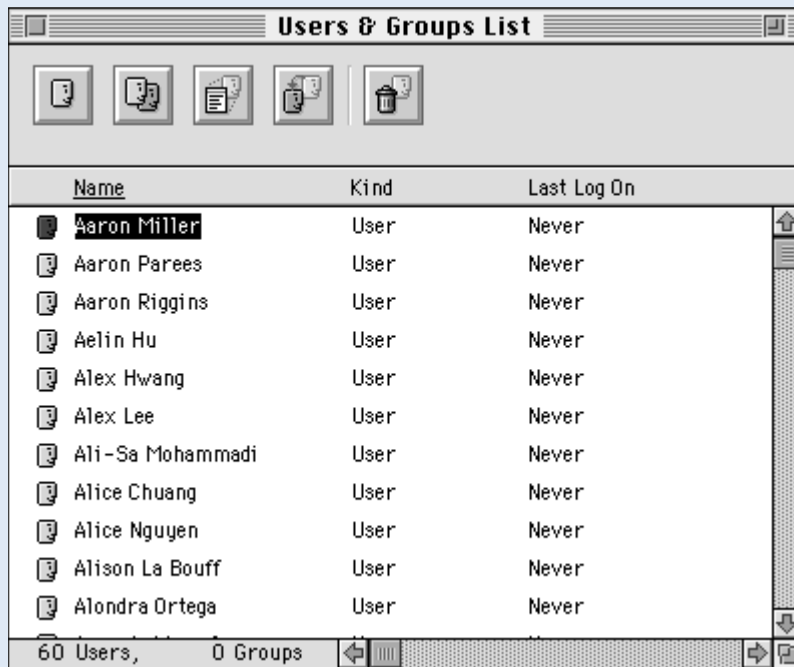 Users & Groups List
Name Kind Last Log On
Aaron Miller User Never
Aaron Parees User Never
Aaron Riggins User Never
Aelin Hu User Never
Alex Hwang User Never
Alex Lee User Never
Ali-Sa Mohammadi User Never
Alice Chuang User Never
Alice Nguyen User Never
Alison La Bouff User Never
Alondra Ortega User Never
60 Users, 0 Groups